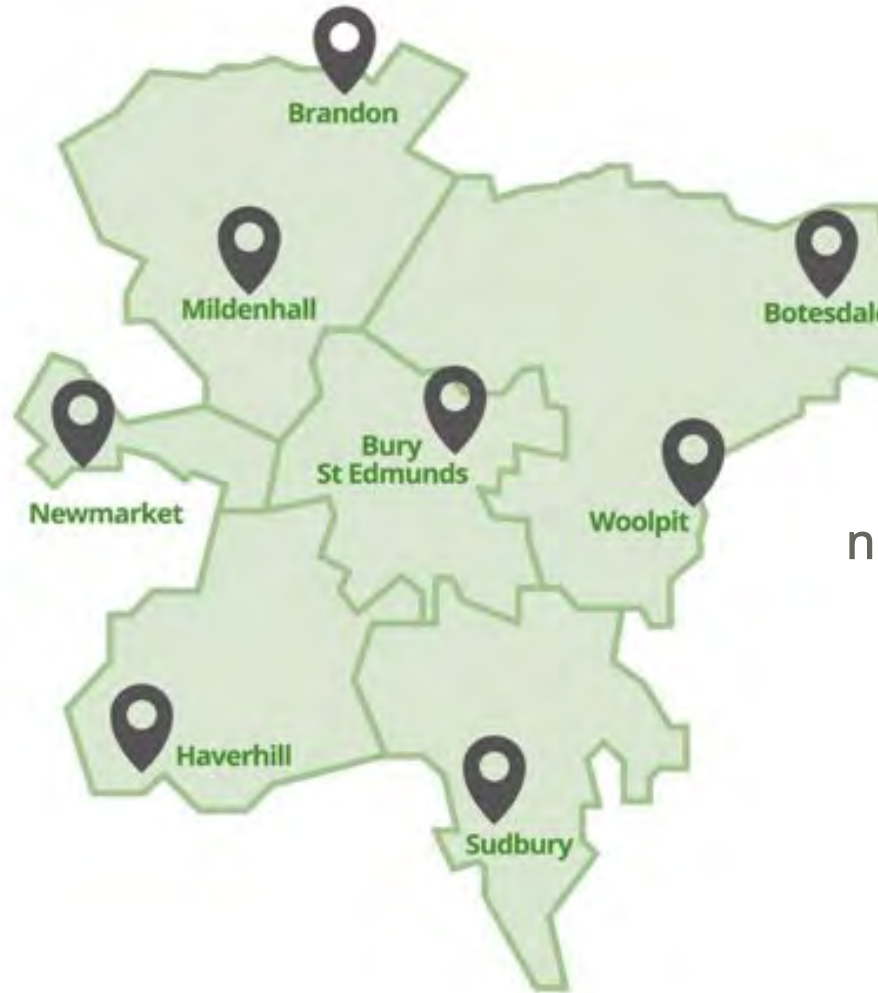 Brandon
Mildenhall
Botesdale
Bury
St Edmunds
Newmarket
Woolpit
n
Haverhill
Sudbury